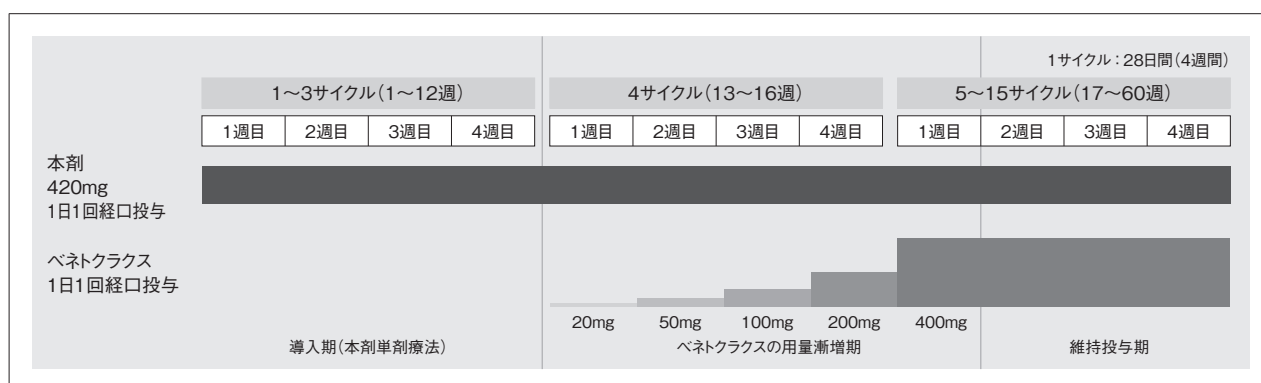 1サイクル:28日間(4週間)
1~3サイクル(1~12週)
4サイクル(13~16週)
5~15サイクル(17~60週)
1週目 2週目 3週目 4週目
1週目 2週目 3週目 4週目
1週目 2週目 3週目 4週目
本剤
420mg
1日1回経口投与
ベネトクラクス
1日1回経口投与
20mg 50mg 100mg 200mg 400mg
導入期(本剤単剤療法)
ベネトクラクスの用量漸増期
維持投与期